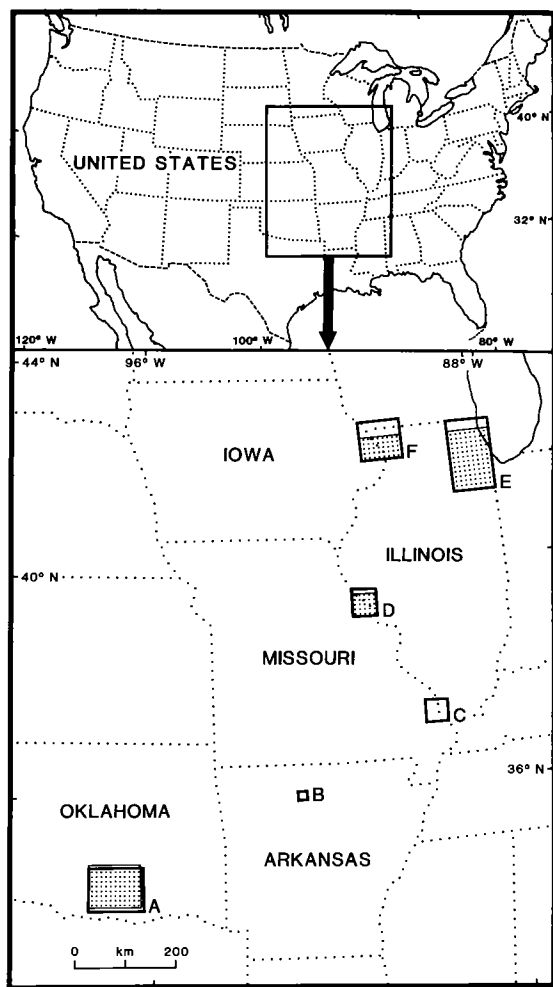 40° N
UNITED STATES
32° N
120° W
100° W
80° W
44° N
96° W
88° W
IOWA
F
E
ILLINOIS
40° N
D
MISSOURI
C
36° N
B
OKLAHOMA
ARKANSAS
A
0 km 200